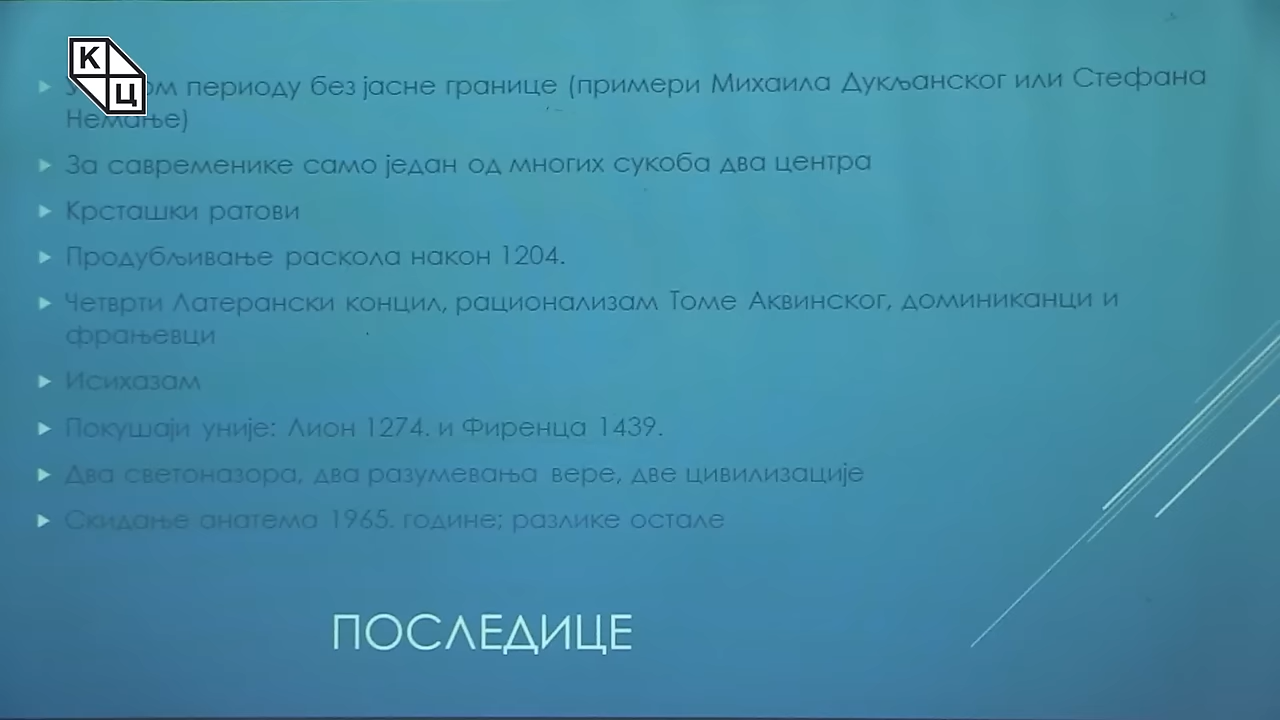 К
Ц
периоду без јасне границе (примери Михаила Дукљанског или Стефана
Немање)
За савременике само један од многих сукоба два центра
Крсташки ратови
Продубљивање раскола након 1204.
Четврти Латерански концил, рационализам Томе Аквинског, доминиканци и
фрањевци
Исихазам
Покушаји уније: Лион 1274. и Фиренца 1439.
Два светоназора, два разумевања вере, две цивилизације
Скидање анатема 1965. године; разлике остале
ПОСЛЕДИЦЕ